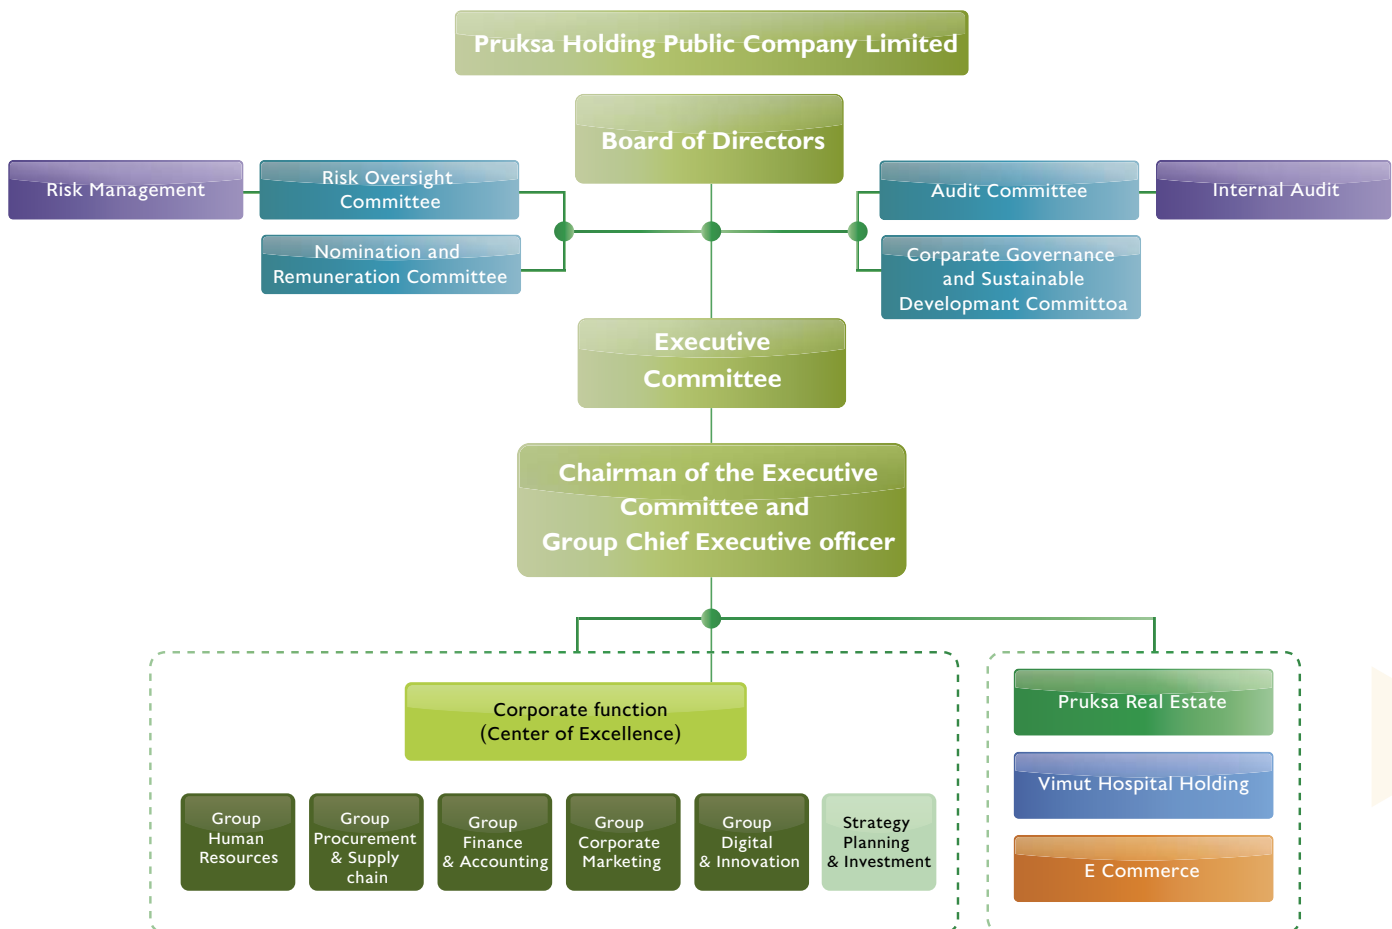 Pruksa Holding Public Company Limited
Board of Directors
Risk Management
Risk Oversight
Committee
Audit Committee
Internal Audit
Nomination and
Remuneration Committee
Corparate Governance
and Sustainable
Developmant Committoa
Executive
Committee
Chairman of the Executive
Committee and
Group Chief Executive officer
Corporate function
(Center of Excellence)
Group
Human
Resources
Group
Procurement
& Supply
chain
Group
Finance
& Accounting
Group
Corporate
Marketing
Group
Digital
& Innovation
Strategy
Planning
& Investment
Pruksa Real Estate
Vimut Hospital Holding
E Commerce